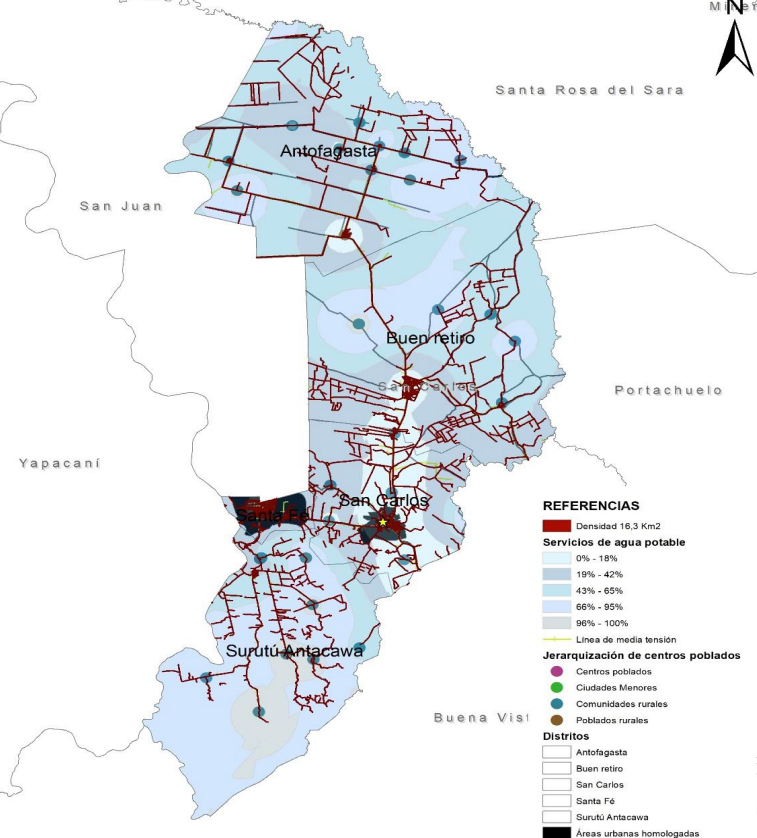 N
Santa Rosa del Sara
Antofagasta
San Juan
Buen retiro
San Carlos
Portachuelo
Yapacaní
San Carlos
Santa Fé
Surutú Antacawa
Buena Vist
REFERENCIAS
Densidad 16,3 Km2
Servicios de agua potable
0% - 18%
19% - 42%
43% - 65%
66% - 95%
96% - 100%
Línea de media tensión
Jerarquización de centros poblados
Centros poblados
Ciudades Menores
Comunidades rurales
Poblados rurales
Distritos
Antofagasta
Buen retiro
San Carlos
Santa Fé
Surutú Antacawa
Áreas urbanas homologadas